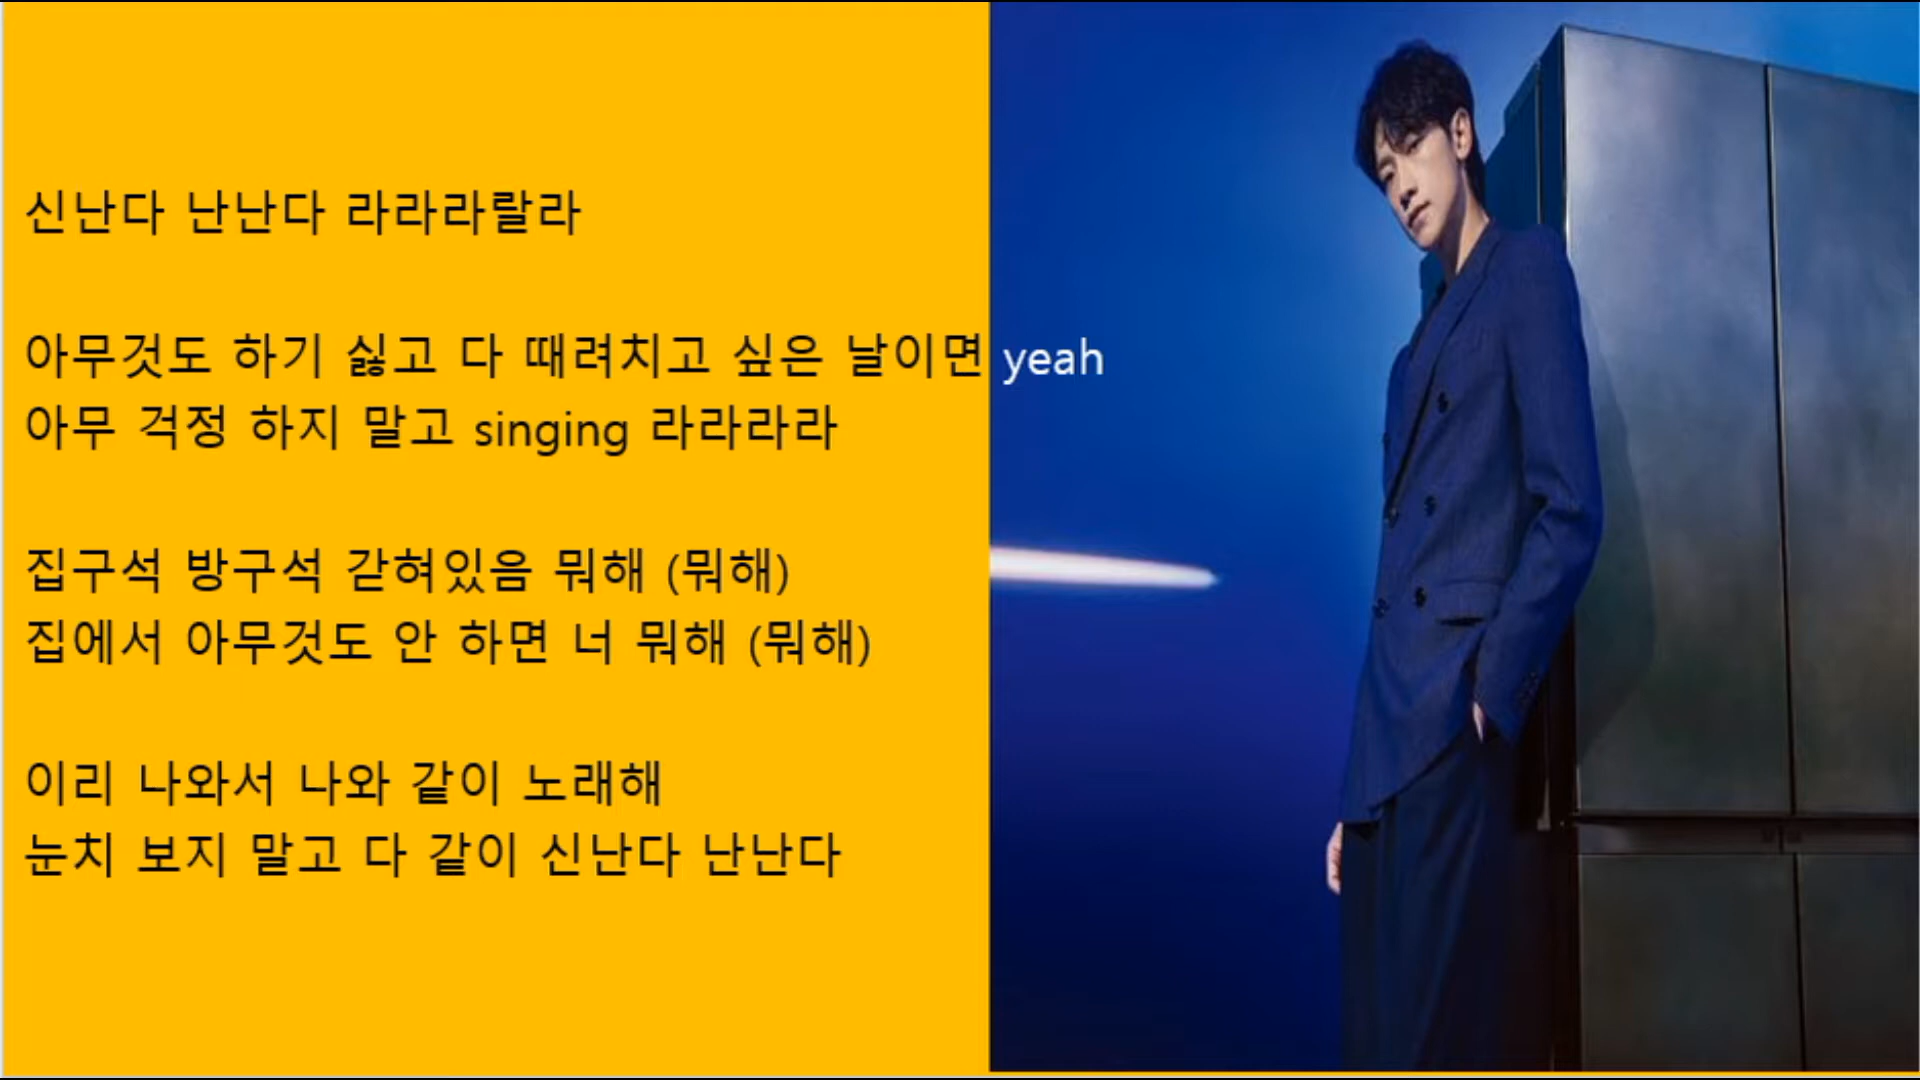 신난다 난난다 라라라랄라
아무것도 하기 싫고 다 때려치고 싶은 날이면 yeah
아무 걱정 하지 말고 singing 라라라라
집구석 방구석 갇혀있음 뭐해 (뭐해)
집에서 아무것도 안 하면 너 뭐해 (뭐해)
이리 나와서 나와 같이 노래해
눈치 보지 말고 다 같이 신난다 난난다